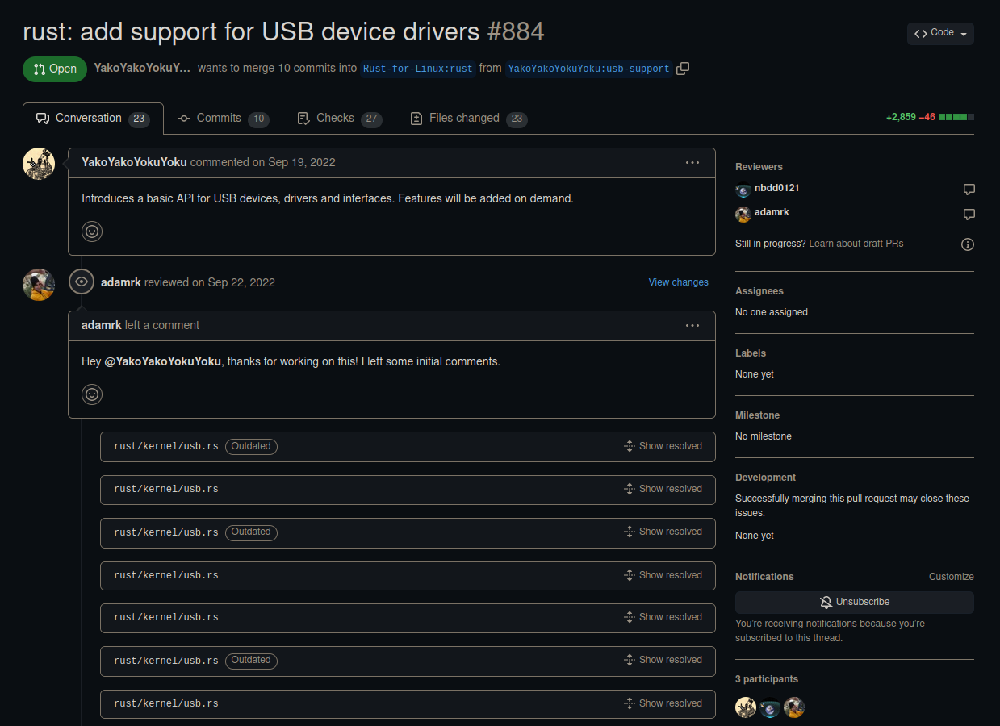 rust: add support for USB device drivers #884
Code
Open
YakoYakoYokuY... wants to merge 10 commits into Rust-for-Linux:rust from YakoYakoYokuYoku:usb-support
Conversation 23
Commits 10
Checks 27
Files changed 23
+2,859 −46
YakoYakoYokuYoku commented on Sep 19, 2022
Introduces a basic API for USB devices, drivers and interfaces. Features will be added on demand.
adamrk reviewed on Sep 22, 2022
View changes
adamrk left a comment
Hey @YakoYakoYokuYoku, thanks for working on this! I left some initial comments.
rust/kernel/usb.rs Outdated Show resolved
rust/kernel/usb.rs Show resolved
rust/kernel/usb.rs Outdated Show resolved
rust/kernel/usb.rs Show resolved
rust/kernel/usb.rs Show resolved
rust/kernel/usb.rs Outdated Show resolved
rust/kernel/usb.rs Show resolved
Reviewers
nbdd0121
adamrk
Still in progress? Learn about draft PRs
Assignees
No one assigned
Labels
None yet
Milestone
No milestone
Development
Successfully merging this pull request may close these
issues.
None yet
Notifications
Customize
Unsubscribe
You're receiving notifications because you're
subscribed to this thread.
3 participants